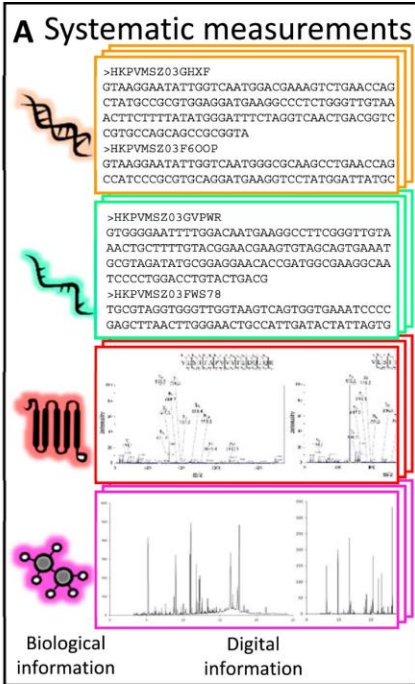 A Systematic measurements
>HKPVMSZ03GHXF
GTAAGGAATATTGGTCAATGGACGAAAGTCTGAACCAG
CTATGCCGCGTGGAGGATGAAGGCCCTCTGGGTTGTAA
ACTTCTTTTATATGGGATTTCTAGGTCAACTGACGGTC
CGTGCCAGCAGCCGCGGTA
>HKPVMSZ03F6OOP
GTAAGGAATATTGGTCAATGGGCGCAAGCCTGAACCAG
CCATCCCGCGTGCAGGATGAAGGTCCTATGGATTATGC
>HKPVMSZ03GVPWR
GTGGGGAATTTTGGACAATGAAGGCCTTCGGGTTGTA
AACTGCTTTTGTACGGAACGAAGTGTAGCAGTGAAAT
GCGTAGATATGCGGAGGAACACCGATGGCGAAGGCAA
TCCCCTGGACCTGTACTGACG
>HKPVMSZ03FWS78
TGCGTAGGTGGGTTGGTAAGTCAGTGGTGAAATCCCC
GAGCTTAACTTGGGAACTGCCATTGATACTATTAGTG
Biological
information
Digital
information